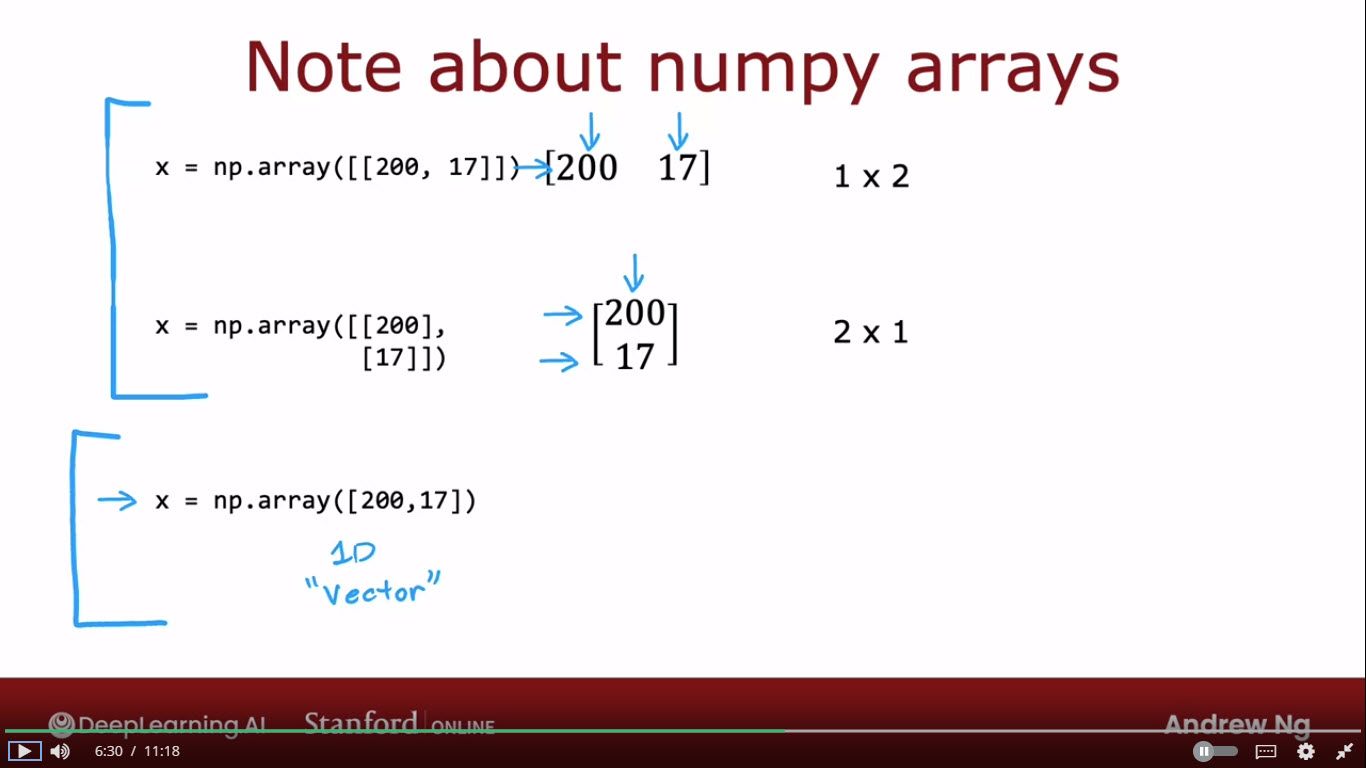 Note about numpy arrays
x = np.array([[200, 17]]) [200 17] 1 x 2
x = np.array([[200],
[17]])
[200
17]
2 x 1
x = np.array([200,17])
1D
"Vector"
DeepLearning.AI Stanford ONLINE Andrew Ng
6:30 / 11:18